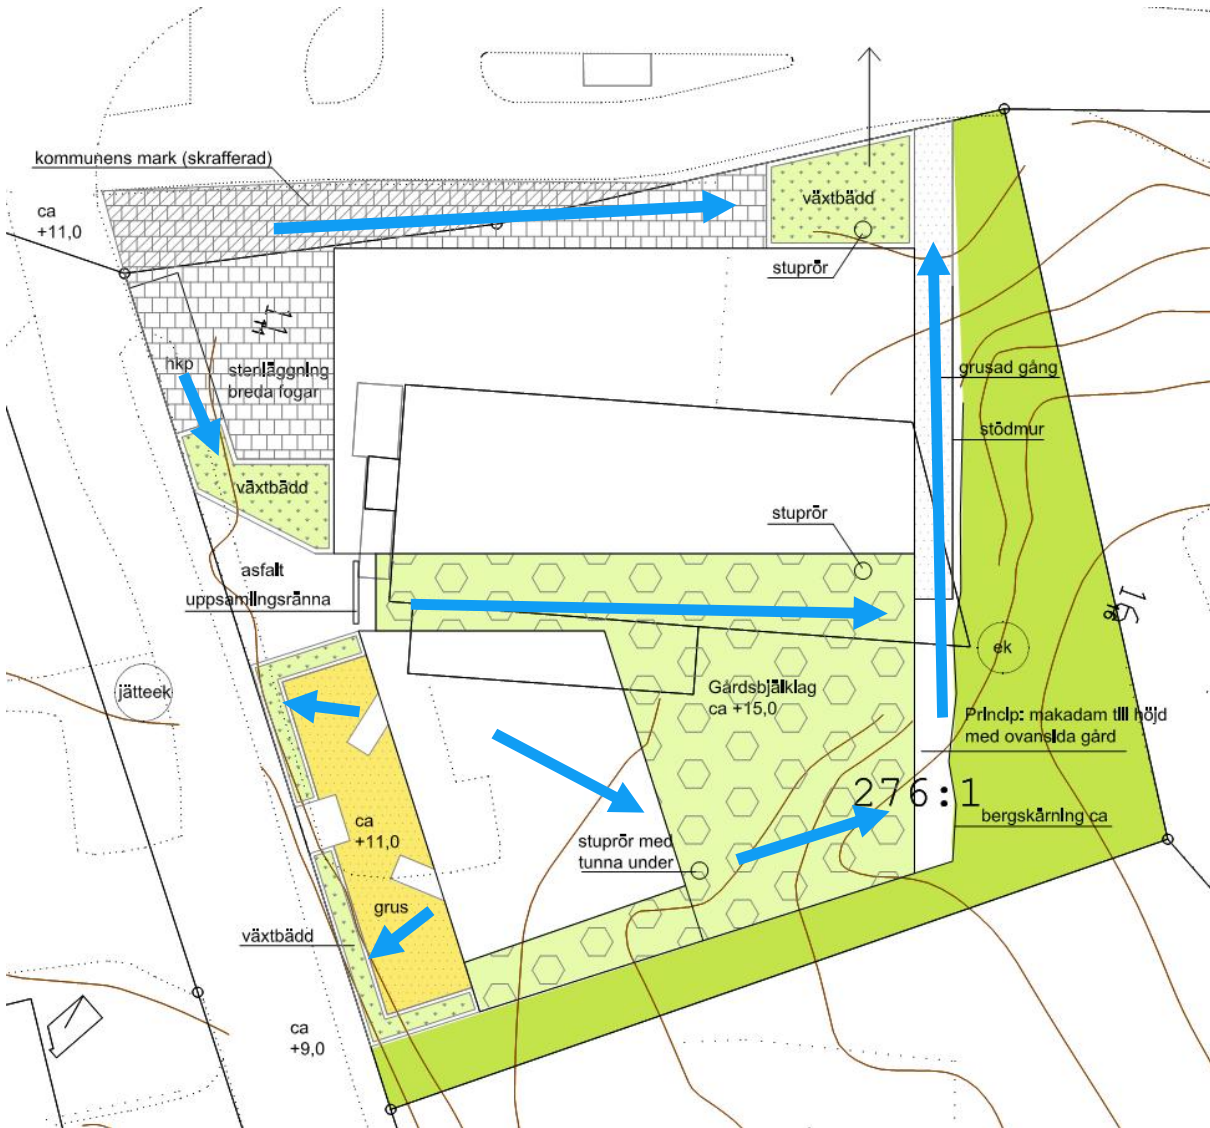 kommunens mark (skrafferad)
ca
+11,0
växtbädd
stuprör
hkp
stenläggning
breda fogar
grusad gång
stödmur
växtbädd
stuprör
asfalt
uppsamlingsränna
ek
jätteek
Gårdsbjälklag
ca +15,0
Princip: makadam till höjd
med ovansida gård
276:1
ca
+11,0
bergskärning ca
stuprör med
tunna under
grus
växtbädd
ca
+9,0